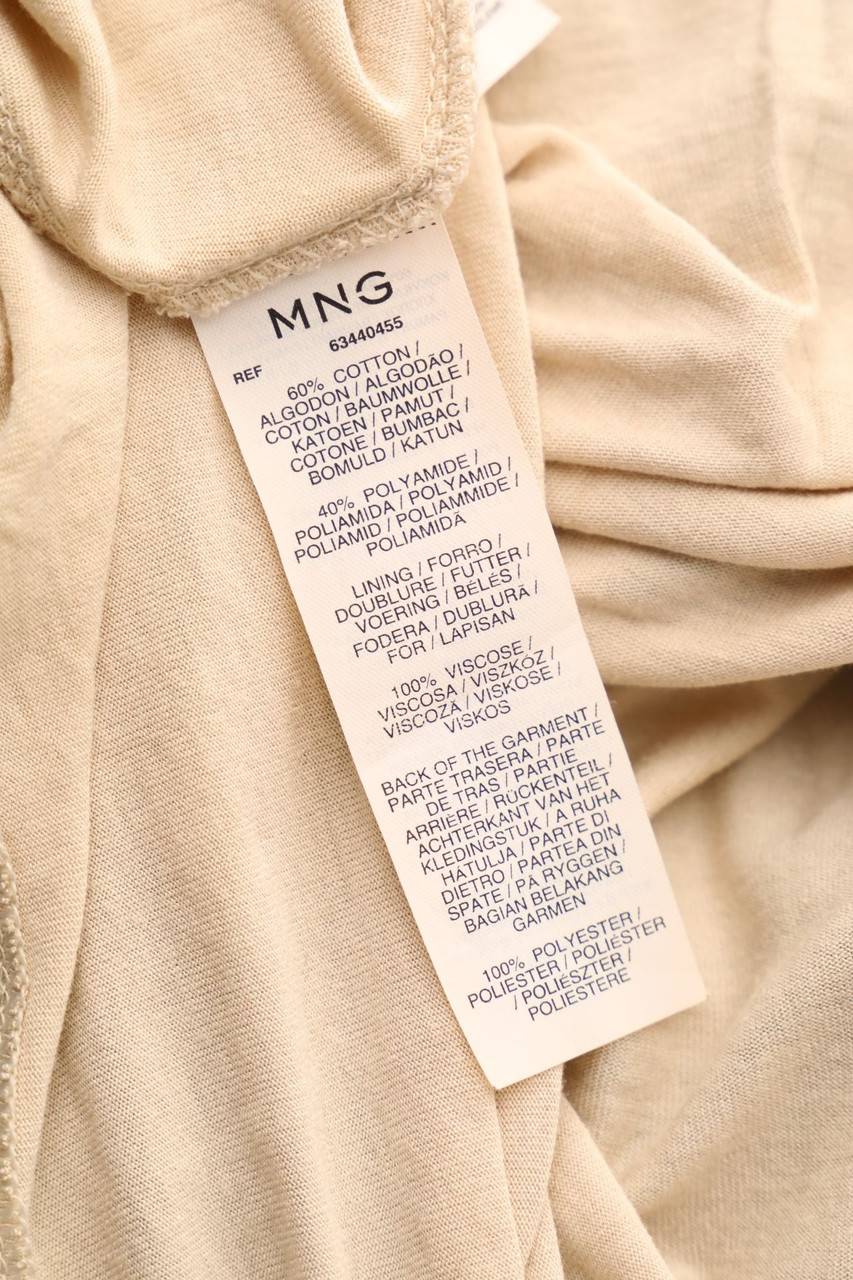 MNG
REF 63440455
60% COTTON /
ALGODON / ALGODÃO /
COTON / BAUMWOLLE /
KATOEN / PAMUT /
COTONE / BUMBAC /
BOMULD / KATUN
40% POLYAMIDE /
POLIAMIDA / POLYAMID /
POLIAMID / POLIAMMIDE /
POLIAMIDĂ
LINING / FORRO /
DOUBLURE / FUTTER /
VOERING / BÉLÉS /
FODERA / DUBLURĂ /
FOR / LAPISAN
100% VISCOSE /
VISCOSA / VISZKÓZ /
VISCOZĂ / VISKOSE /
VISKOS
BACK OF THE GARMENT /
PARTE TRASERA / PARTE
DE TRAS / PARTIE
ARRIÈRE / RÜCKENTEIL /
ACHTERKANT VAN HET
KLEDINGSTUK / A RUHA
HÁTULJA / PARTE DI
DIETRO / PARTEA DIN
SPATE / PÅ RYGGEN /
BAGIAN BELAKANG
GARMEN
100% POLYESTER /
POLIESTER / POLIÉSTER
/ POLIÉSZTER /
POLIESTERE